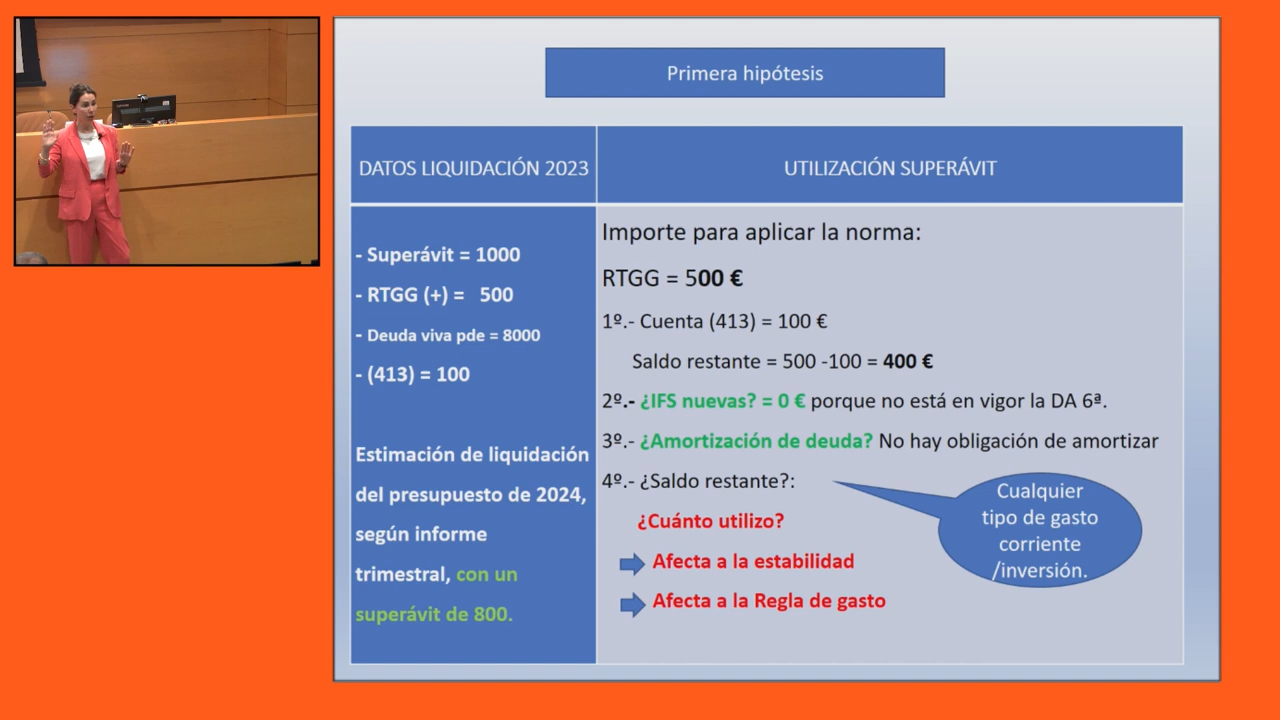 Primera hipótesis
DATOS LIQUIDACIÓN 2023
UTILIZACIÓN SUPERÁVIT
- Superávit = 1000
- RTGG (+) = 500
- Deuda viva pde = 8000
- (413) = 100
Estimación de liquidación
del presupuesto de 2024,
según informe
trimestral, con un
superávit de 800.
Importe para aplicar la norma:
RTGG = 500 €
1º.- Cuenta (413) = 100 €
Saldo restante = 500 -100 = 400 €
2º.- ¿IFS nuevas? = 0 € porque no está en vigor la DA 6ª.
3º.- ¿Amortización de deuda? No hay obligación de amortizar
4º.- ¿Saldo restante?:
¿Cuánto utilizo?
Afecta a la estabilidad
Afecta a la Regla de gasto
Cualquier
tipo de gasto
corriente
/inversión.